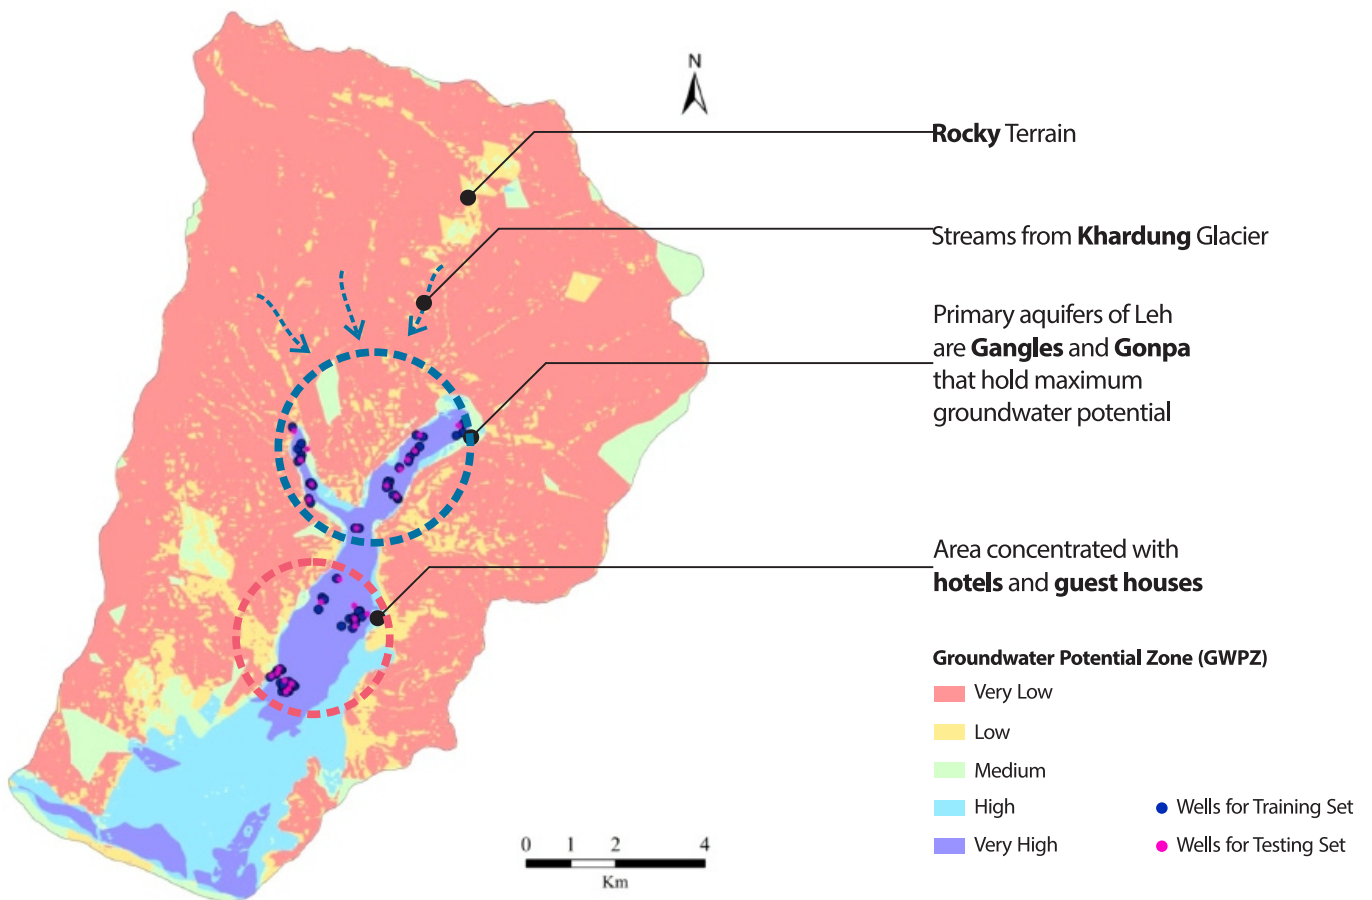 N
Rocky Terrain
Streams from Khardung Glacier
Primary aquifers of Leh
are Gangles and Gonpa
that hold maximum
groundwater potential
Area concentrated with
hotels and guest houses
Groundwater Potential Zone (GWPZ)
Very Low
Low
Medium
High
Very High
Wells for Training Set
Wells for Testing Set
0 1 2 4
Km